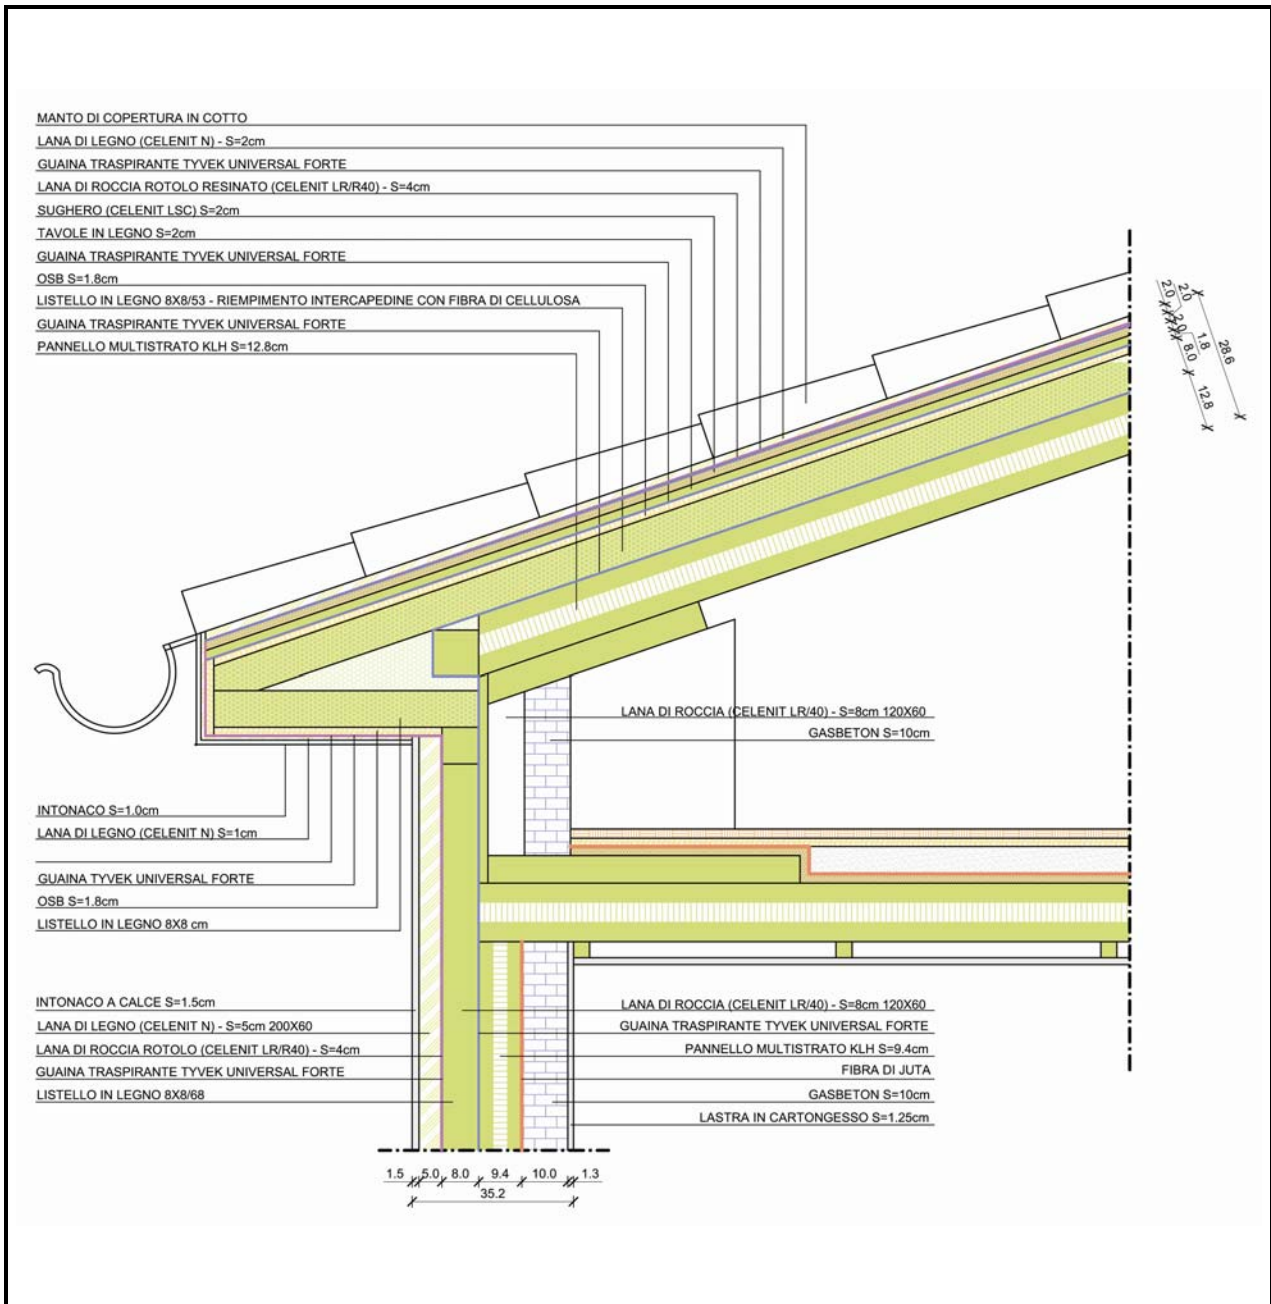 MANTO DI COPERTURA IN COTTO
LANA DI LEGNO (CELENIT N) - S=2cm
GUAINA TRASPIRANTE TYVEK UNIVERSAL FORTE
LANA DI ROCCIA ROTOLO RESINATO (CELENIT LR/R40) - S=4cm
SUGHERO (CELENIT LSC) S=2cm
TAVOLE IN LEGNO S=2cm
GUAINA TRASPIRANTE TYVEK UNIVERSAL FORTE
OSB S=1.8cm
LISTELLO IN LEGNO 8X8/53 - RIEMPIMENTO INTERCAPEDINE CON FIBRA DI CELLULOSA
GUAINA TRASPIRANTE TYVEK UNIVERSAL FORTE
PANNELLO MULTISTRATO KLH S=12.8cm
2.0
2.0
2.0
1.8
8.0
28.6
12.8
LANA DI ROCCIA (CELENIT LR/40) - S=8cm 120X60
GASBETON S=10cm
INTONACO S=1.0cm
LANA DI LEGNO (CELENIT N) S=1cm
GUAINA TYVEK UNIVERSAL FORTE
OSB S=1.8cm
LISTELLO IN LEGNO 8X8 cm
INTONACO A CALCE S=1.5cm
LANA DI LEGNO (CELENIT N) - S=5cm 200X60
LANA DI ROCCIA ROTOLO (CELENIT LR/R40) - S=4cm
GUAINA TRASPIRANTE TYVEK UNIVERSAL FORTE
LISTELLO IN LEGNO 8X8/68
LANA DI ROCCIA (CELENIT LR/40) - S=8cm 120X60
GUAINA TRASPIRANTE TYVEK UNIVERSAL FORTE
PANNELLO MULTISTRATO KLH S=9.4cm
FIBRA DI JUTA
GASBETON S=10cm
LASTRA IN CARTONGESSO S=1.25cm
1.5 5.0 8.0 9.4 10.0 1.3
35.2